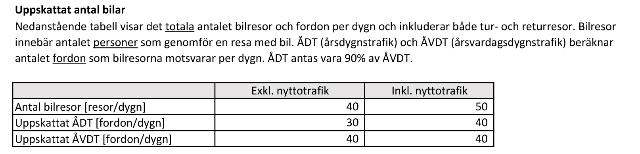 Uppskattat antal bilar
Nedanstående tabell visar det totala antalet bilresor och fordon per dygn och inkluderar både tur- och returresor. Bilresor
innebär antalet personer som genomför en resa med bil. ÅDT (årsdygnstrafik) och ÅVDT (årsvardagsdygnstrafik) beräknar
antalet fordon som bilresorna motsvarar per dygn. ÅDT antas vara 90% av ÅVDT.
Exkl. nyttotrafik Inkl. nyttotrafik
Antal bilresor [resor/dygn] 40 50
Uppskattat ÅDT [fordon/dygn] 30 40
Uppskattat ÅVDT [fordon/dygn] 40 40